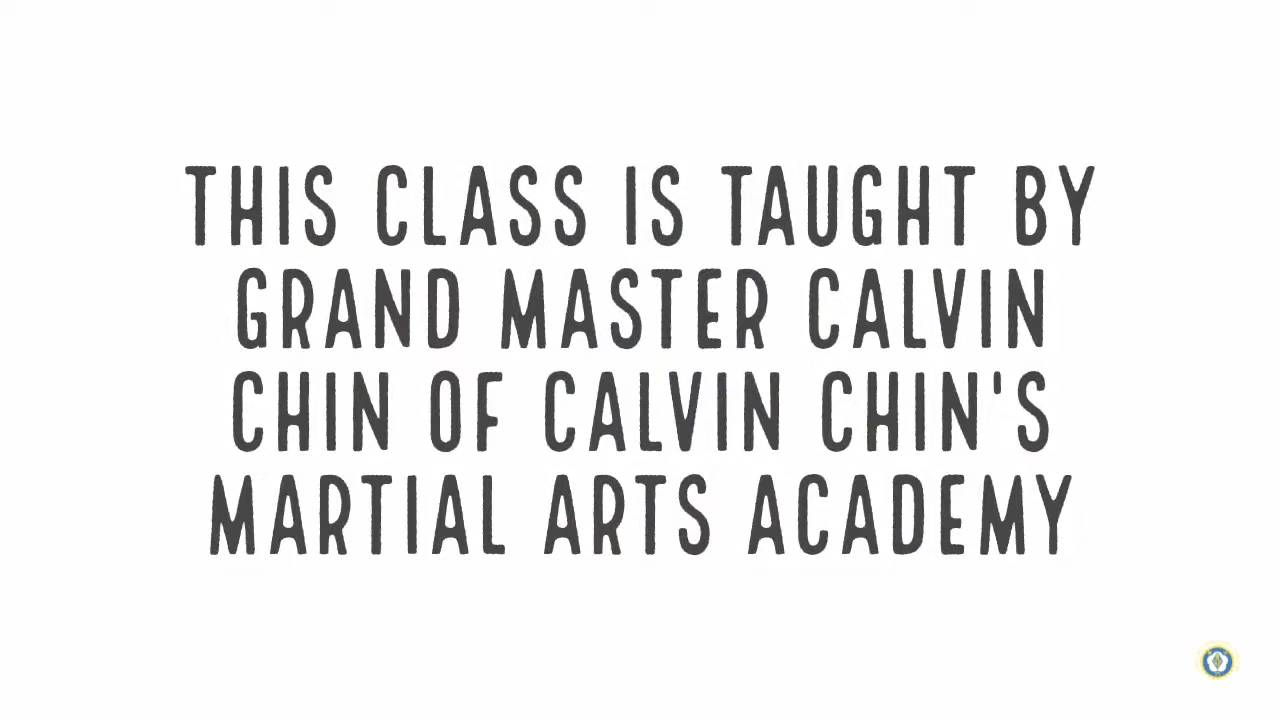 THIS CLASS IS TAUGHT BY
GRAND MASTER CALVIN
CHIN OF CALVIN CHIN'S
MARTIAL ARTS ACADEMY